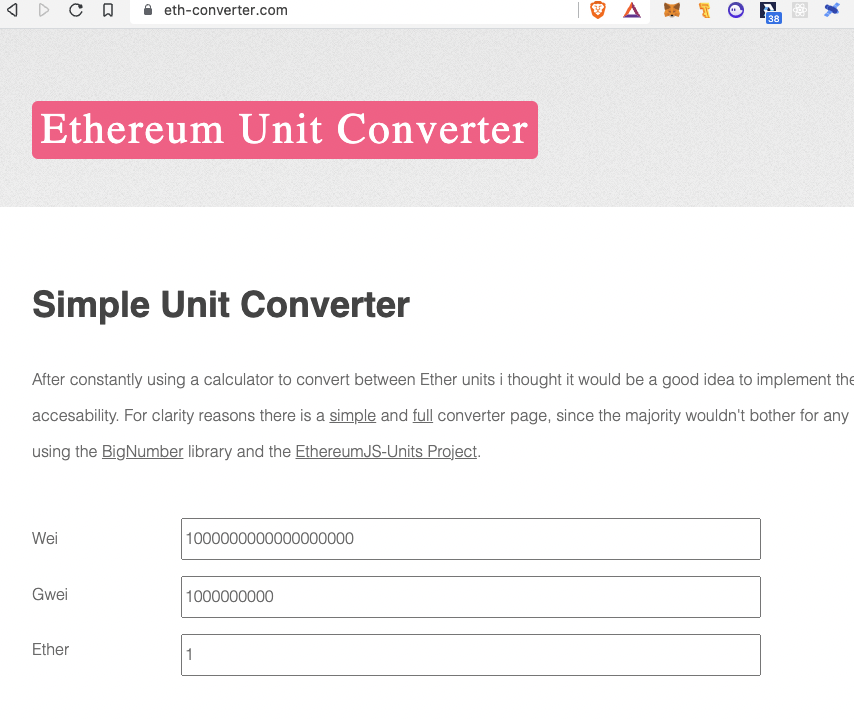 eth-converter.com
38
Ethereum Unit Converter
Simple Unit Converter
After constantly using a calculator to convert between Ether units i thought it would be a good idea to implement the
accesability. For clarity reasons there is a simple and full converter page, since the majority wouldn't bother for any
using the BigNumber library and the EthereumJS-Units Project.
Wei
1000000000000000000
Gwei
1000000000
Ether
1